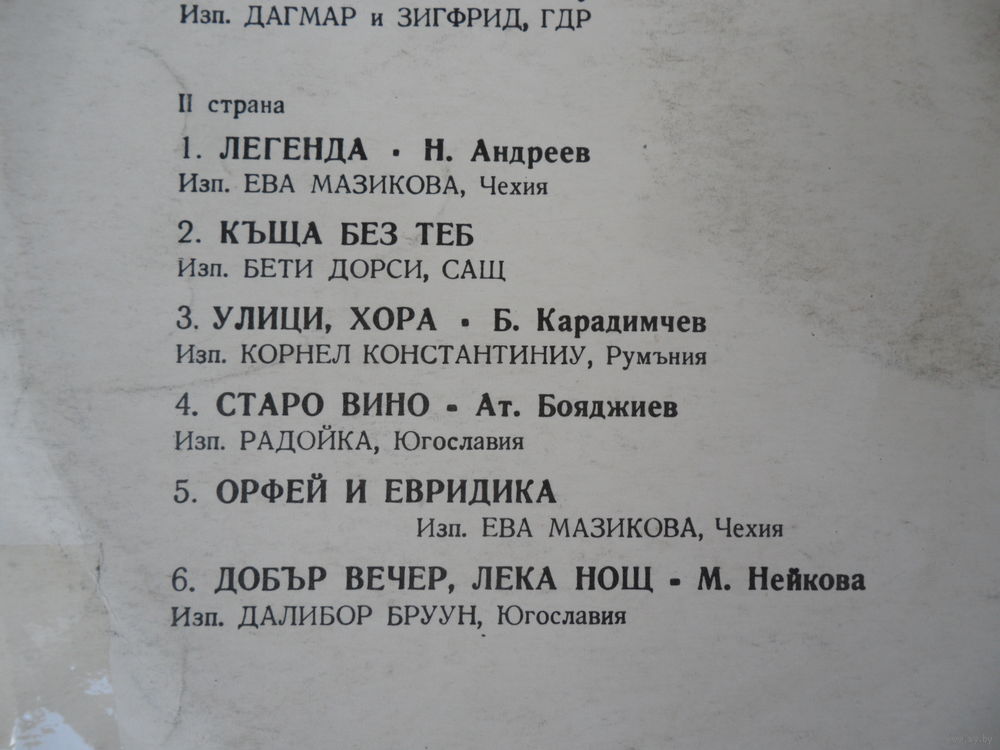 Изп. ДАГМАР и ЗИГФРИД, ГДР
II страна
1. ЛЕГЕНДА · Н. Андреев
Изп. ЕВА МАЗИКОВА, Чехия
2. КЪЩА БЕЗ ТЕБ
Изп. БЕТИ ДОРСИ, САЩ
3. УЛИЦИ, ХОРА · Б. Карадимчев
Изп. КОРНЕЛ КОНСТАНТИНИУ, Румъния
4. СТАРО ВИНО - Ат. Бояджиев
Изп. РАДОЙКА, Югославия
5. ОРФЕЙ И ЕВРИДИКА
Изп. ЕВА МАЗИКОВА, Чехия
6. ДОБЪР ВЕЧЕР, ЛЕКА НОЩ - М. Нейкова
Изп. ДАЛИБОР БРУУН, Югославия